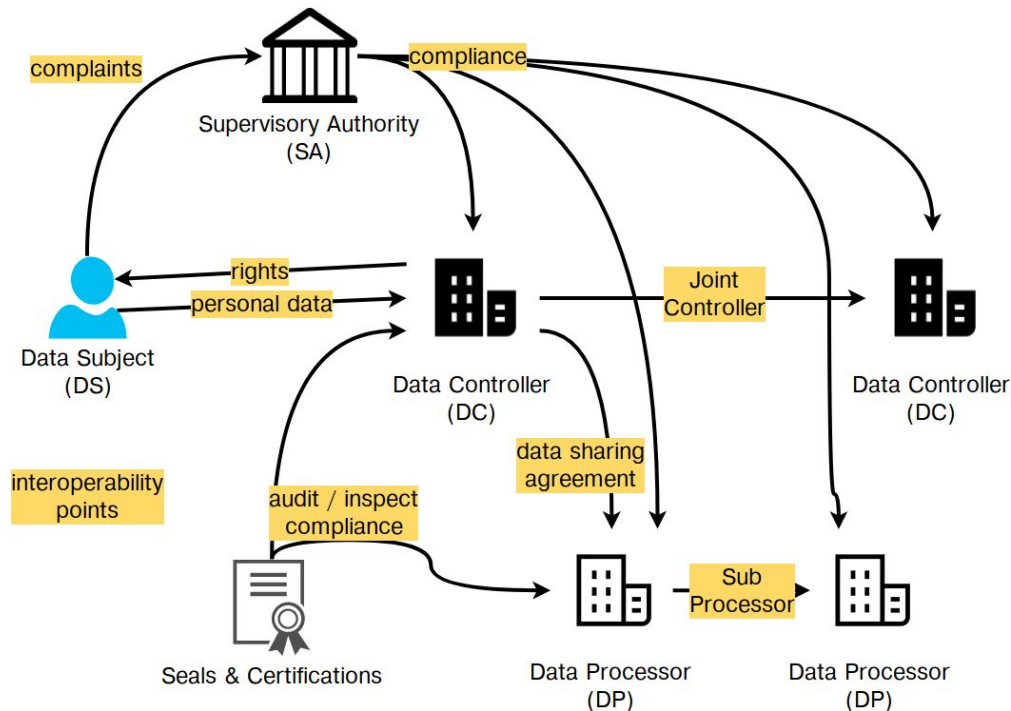 complaints
compliance
Supervisory Authority
(SA)
rights
personal data
Joint
Controller
Data Subject
(DS)
Data Controller
(DC)
Data Controller
(DC)
data sharing
agreement
interoperability
points
audit / inspect
compliance
Sub
Processor
Seals & Certifications
Data Processor
(DP)
Data Processor
(DP)